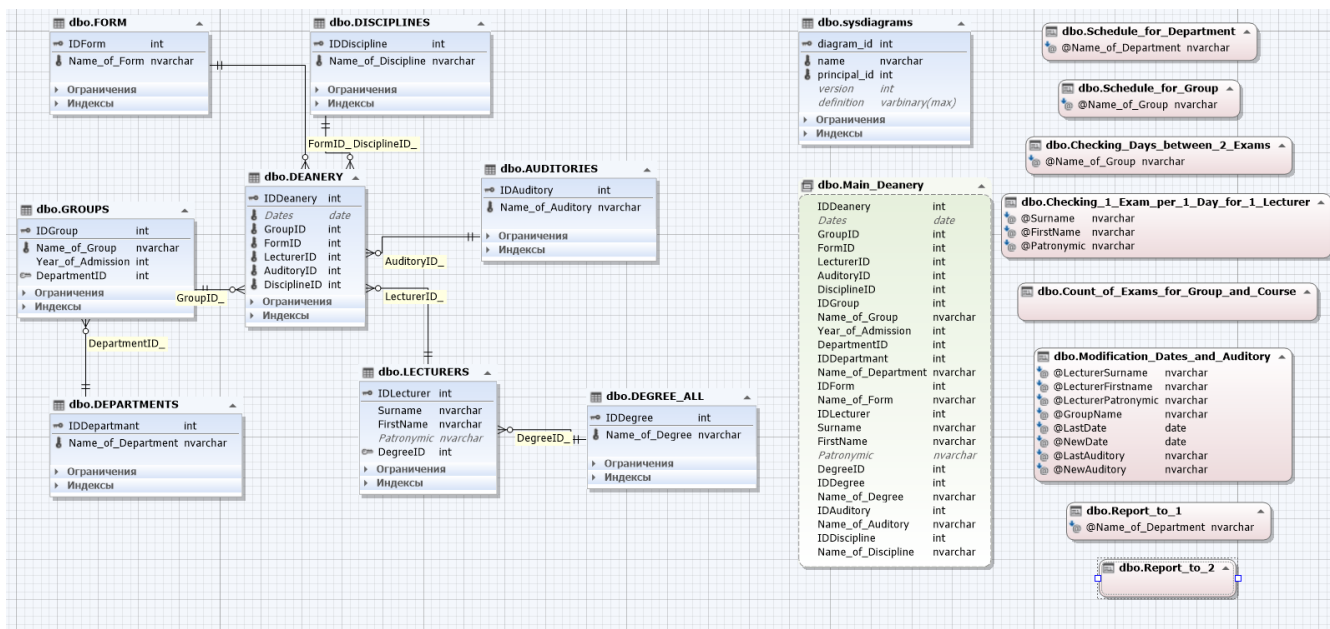 dbo.FORM
IDForm int
Name_of_Form nvarchar
Ограничения
Индексы
dbo.DISCIPLINES
IDDiscipline int
Name_of_Discipline nvarchar
Ограничения
Индексы
FormID_
DisciplineID_
dbo.DEANERY
IDDeanery int
Dates date
GroupID int
FormID int
LecturerID int
AuditoryID int
DisciplineID int
Ограничения
Индексы
dbo.AUDITORIES
IDAuditory int
Name_of_Auditory nvarchar
Ограничения
Индексы
AuditoryID_
LecturerID_
dbo.GROUPS
IDGroup int
Name_of_Group nvarchar
Year_of_Admission int
DepartmentID int
Ограничения
Индексы
GroupID_
DepartmentID_
dbo.DEPARTMENTS
IDDepartmant int
Name_of_Department nvarchar
Ограничения
Индексы
dbo.LECTURERS
IDLecturer int
Surname nvarchar
FirstName nvarchar
Patronymic nvarchar
DegreeID int
Ограничения
Индексы
DegreeID_
dbo.DEGREE_ALL
IDDegree int
Name_of_Degree nvarchar
Ограничения
Индексы
dbo.sysdiagrams
diagram_id int
name nvarchar
principal_id int
version int
definition varbinary(max)
Ограничения
Индексы
dbo.Main_Deanery
IDDeanery int
Dates date
GroupID int
FormID int
LecturerID int
AuditoryID int
DisciplineID int
IDGroup int
Name_of_Group nvarchar
Year_of_Admission int
DepartmentID int
IDDepartmant int
Name_of_Department nvarchar
IDForm int
Name_of_Form nvarchar
IDLecturer int
Surname nvarchar
FirstName nvarchar
Patronymic nvarchar
DegreeID int
IDDegree int
Name_of_Degree nvarchar
IDAuditory int
Name_of_Auditory nvarchar
IDDiscipline int
Name_of_Discipline nvarchar
dbo.Schedule_for_Department
@Name_of_Department nvarchar
dbo.Schedule_for_Group
@Name_of_Group nvarchar
dbo.Checking_Days_between_2_Exams
@Name_of_Group nvarchar
dbo.Checking_1_Exam_per_1_Day_for_1_Lecturer
@Surname nvarchar
@FirstName nvarchar
@Patronymic nvarchar
dbo.Count_of_Exams_for_Group_and_Course
dbo.Modification_Dates_and_Auditory
@LecturerSurname nvarchar
@LecturerFirstname nvarchar
@LecturerPatronymic nvarchar
@GroupName nvarchar
@LastDate date
@NewDate date
@LastAuditory nvarchar
@NewAuditory nvarchar
dbo.Report_to_1
@Name_of_Department nvarchar
dbo.Report_to_2